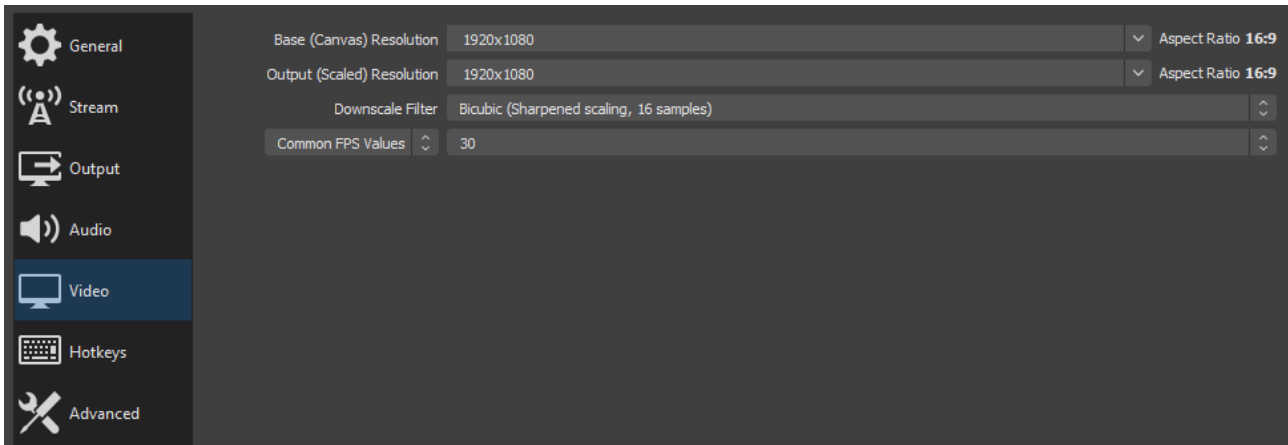 General
Stream
Output
Audio
Video
Hotkeys
Advanced
Base (Canvas) Resolution 1920x1080 Aspect Ratio 16:9
Output (Scaled) Resolution 1920x1080 Aspect Ratio 16:9
Downscale Filter Bicubic (Sharpened scaling, 16 samples)
Common FPS Values 30